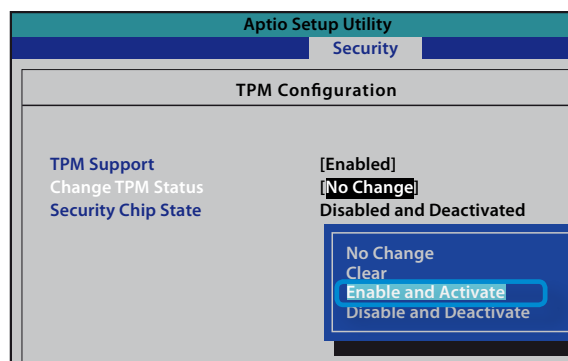 Aptio Setup Utility
Security
TPM Configuration
TPM Support [Enabled]
Change TPM Status [No Change]
Security Chip State Disabled and Deactivated
No Change
Clear
Enable and Activate
Disable and Deactivate